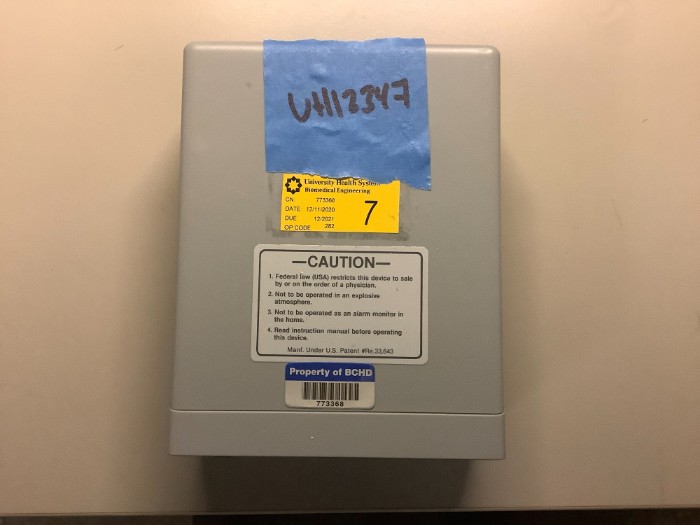 UH12347
University Health System
Biomedical Engineering
CN: 773368
DATE: 12/11/2020
DUE 12/2021
OP.CODE 282
7
—CAUTION—
1. Federal law (USA) restricts this device to sale
by or on the order of a physician.
2. Not to be operated in an explosive
atmosphere.
3. Not to be operated as an alarm monitor in
the home.
4. Read instruction manual before operating
this device.
Manf. Under U.S. Patent #Re.33,643
Property of BCHD
773368